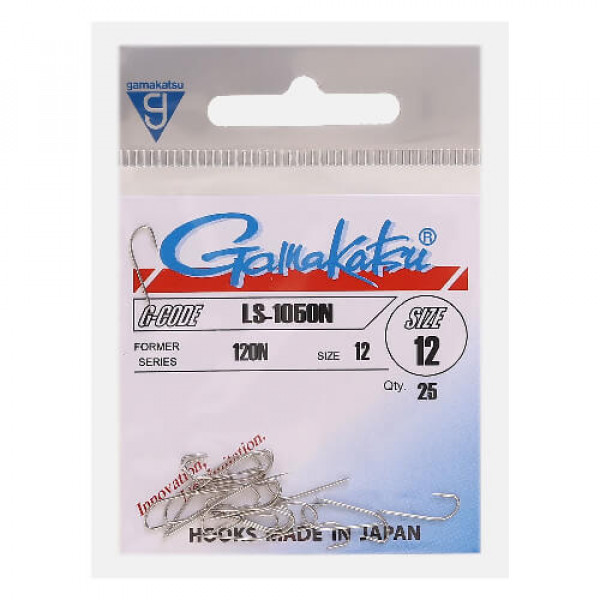 gamakatsu
g
Gamakatsu®
G-CODE LS-1050N SIZE
12
FORMER SERIES 120N SIZE 12
Qty. 25
Innovation,
imitation.
HOOKS MADE IN JAPAN